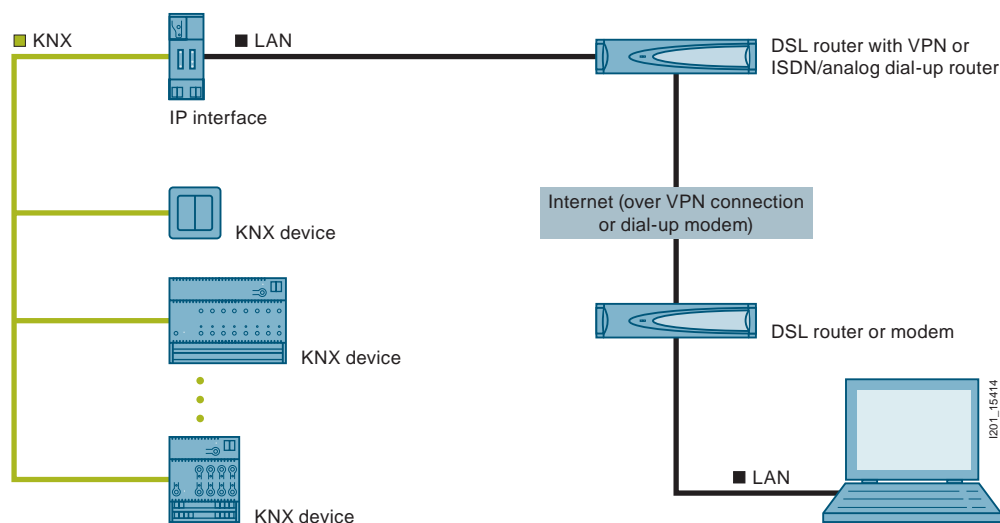 KNX
LAN
DSL router with VPN or
ISDN/analog dial-up router
IP interface
Internet (over VPN connection
or dial-up modem)
KNX device
DSL router or modem
KNX device
I201_15414
LAN
KNX device